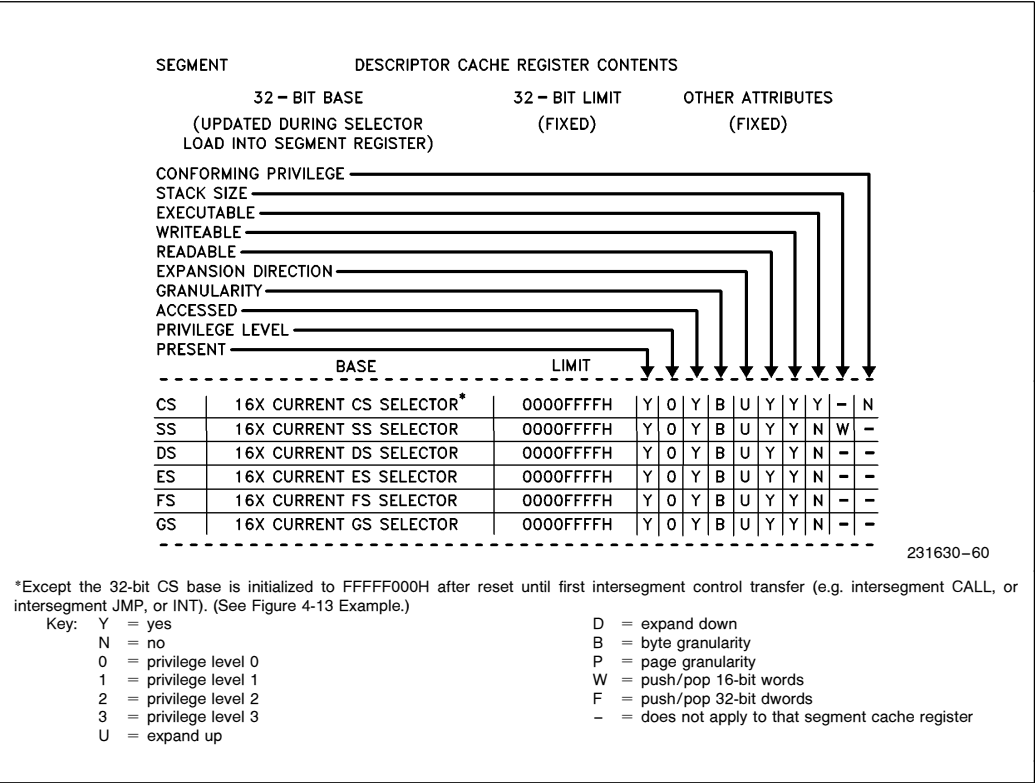 SEGMENT DESCRIPTOR CACHE REGISTER CONTENTS
32 – BIT BASE 32 – BIT LIMIT OTHER ATTRIBUTES
(UPDATED DURING SELECTOR (FIXED) (FIXED)
LOAD INTO SEGMENT REGISTER)
CONFORMING PRIVILEGE
STACK SIZE
EXECUTABLE
WRITEABLE
READABLE
EXPANSION DIRECTION
GRANULARITY
ACCESSED
PRIVILEGE LEVEL
PRESENT
BASE LIMIT
CS 16X CURRENT CS SELECTOR* 0000FFFFH Y 0 Y B U Y Y Y – N
SS 16X CURRENT SS SELECTOR 0000FFFFH Y 0 Y B U Y Y N W –
DS 16X CURRENT DS SELECTOR 0000FFFFH Y 0 Y B U Y Y N – –
ES 16X CURRENT ES SELECTOR 0000FFFFH Y 0 Y B U Y Y N – –
FS 16X CURRENT FS SELECTOR 0000FFFFH Y 0 Y B U Y Y N – –
GS 16X CURRENT GS SELECTOR 0000FFFFH Y 0 Y B U Y Y N – –
231630–60
*Except the 32-bit CS base is initialized to FFFFF000H after reset until first intersegment control transfer (e.g. intersegment CALL, or
intersegment JMP, or INT). (See Figure 4-13 Example.)
Key: Y = yes
N = no
0 = privilege level 0
1 = privilege level 1
2 = privilege level 2
3 = privilege level 3
U = expand up
D = expand down
B = byte granularity
P = page granularity
W = push/pop 16-bit words
F = push/pop 32-bit dwords
– = does not apply to that segment cache register